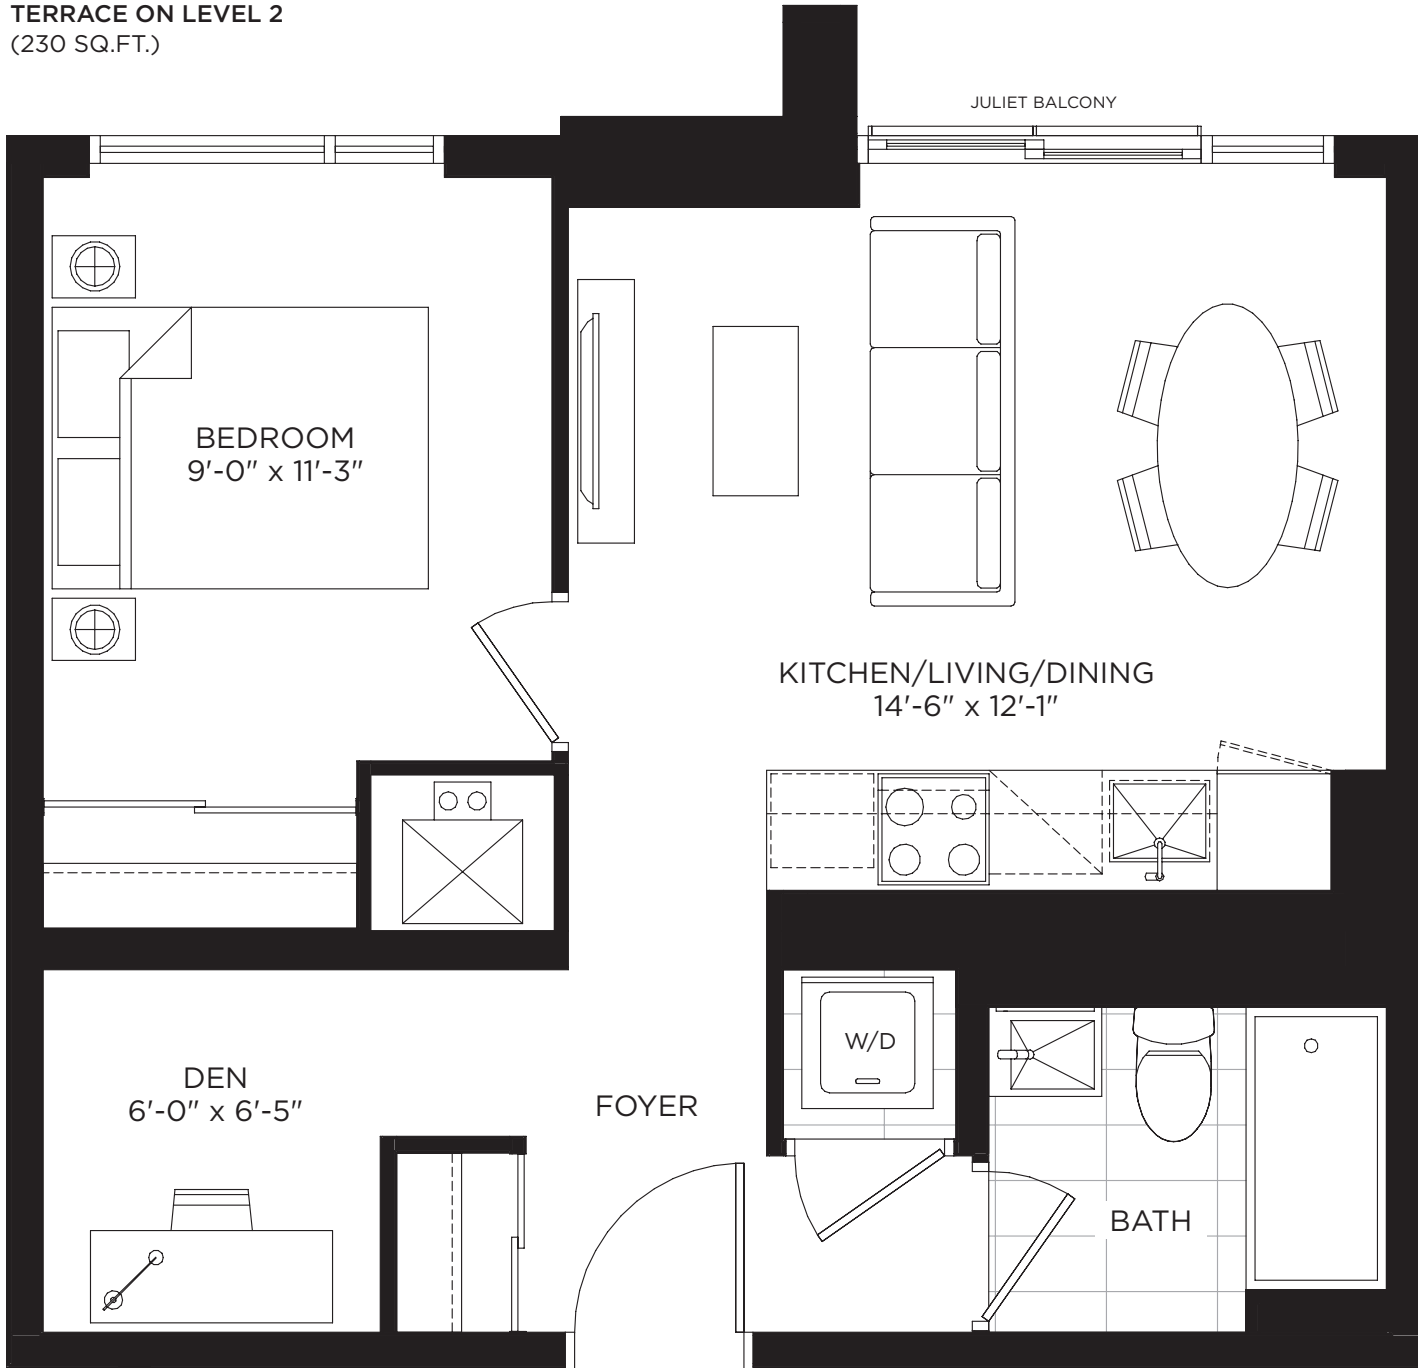 TERRACE ON LEVEL 2
(230 SQ.FT.)
JULIET BALCONY
BEDROOM
9'-0" x 11'-3"
KITCHEN/LIVING/DINING
14'-6" x 12'-1"
W/D
DEN
6'-0" x 6'-5"
FOYER
BATH